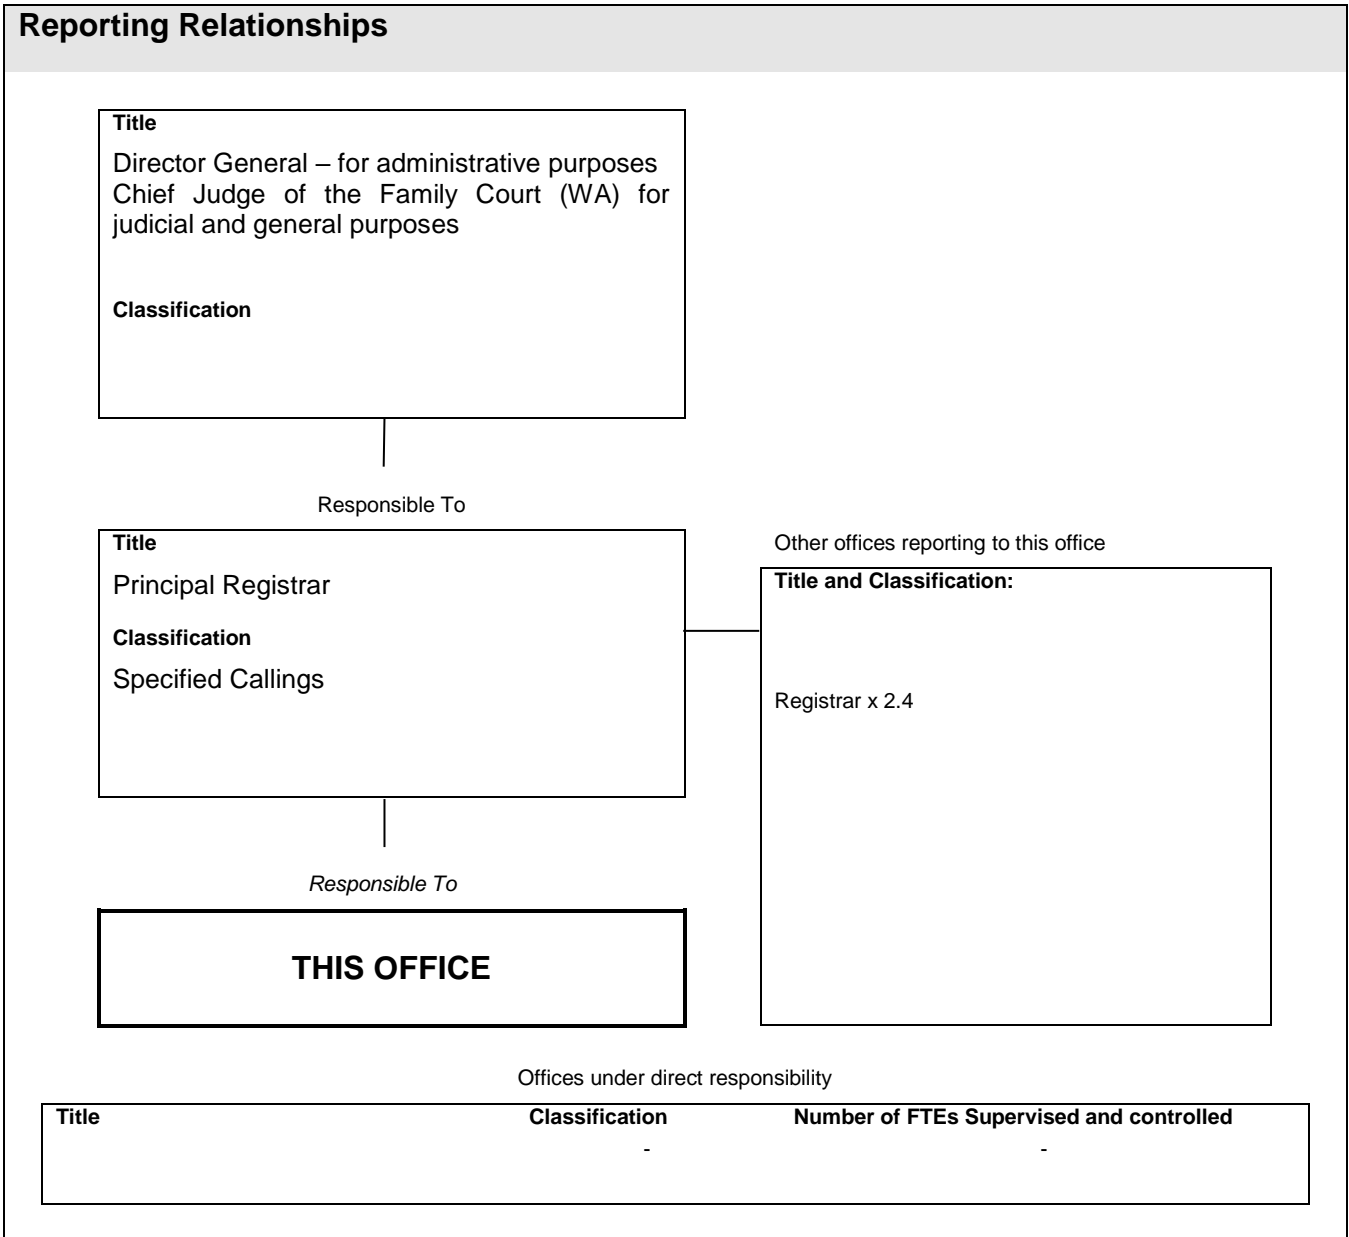 Reporting Relationships
Title
Director General – for administrative purposes
Chief Judge of the Family Court (WA) for
judicial and general purposes
Classification
Responsible To
Title
Principal Registrar
Classification
Specified Callings
Other offices reporting to this office
Title and Classification:
Registrar x 2.4
Responsible To
THIS OFFICE
Offices under direct responsibility
Title Classification Number of FTEs Supervised and controlled
- -